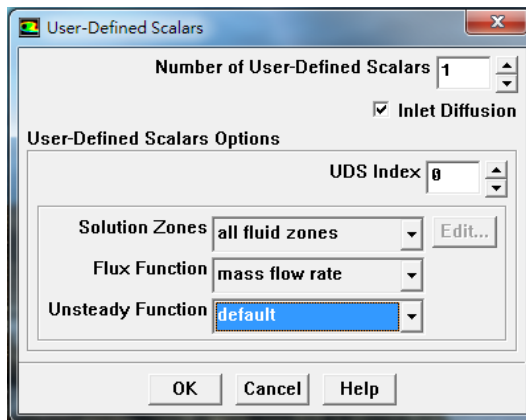 User-Defined Scalars
Number of User-Defined Scalars 1
Inlet Diffusion
User-Defined Scalars Options
UDS Index 0
Solution Zones all fluid zones Edit...
Flux Function mass flow rate
Unsteady Function default
OK Cancel Help